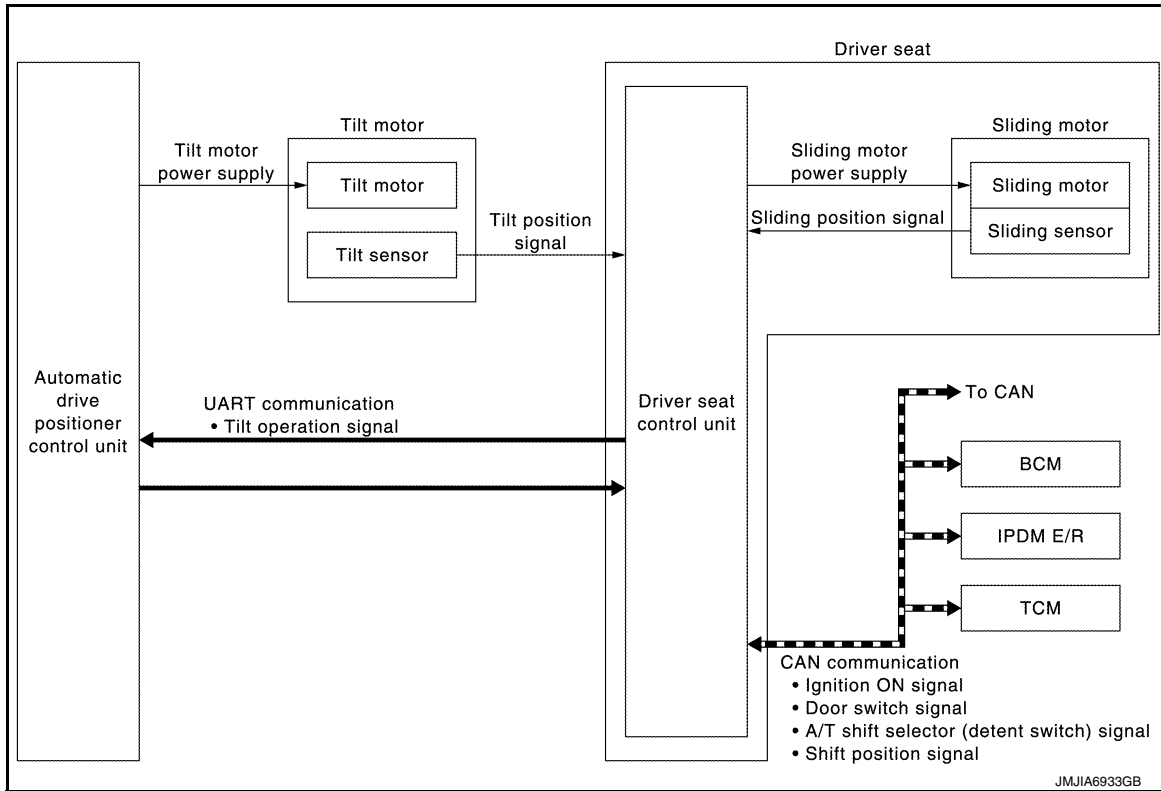 Driver seat
Tilt motor
Sliding motor
Tilt motor
power supply
Sliding motor
power supply
Tilt motor
Sliding motor
Tilt position
signal
Sliding position signal
Sliding sensor
Tilt sensor
Automatic
drive
positioner
control unit
UART communication
• Tilt operation signal
Driver seat
control unit
To CAN
BCM
IPDM E/R
TCM
CAN communication
• Ignition ON signal
• Door switch signal
• A/T shift selector (detent switch) signal
• Shift position signal
JMJIA6933GB